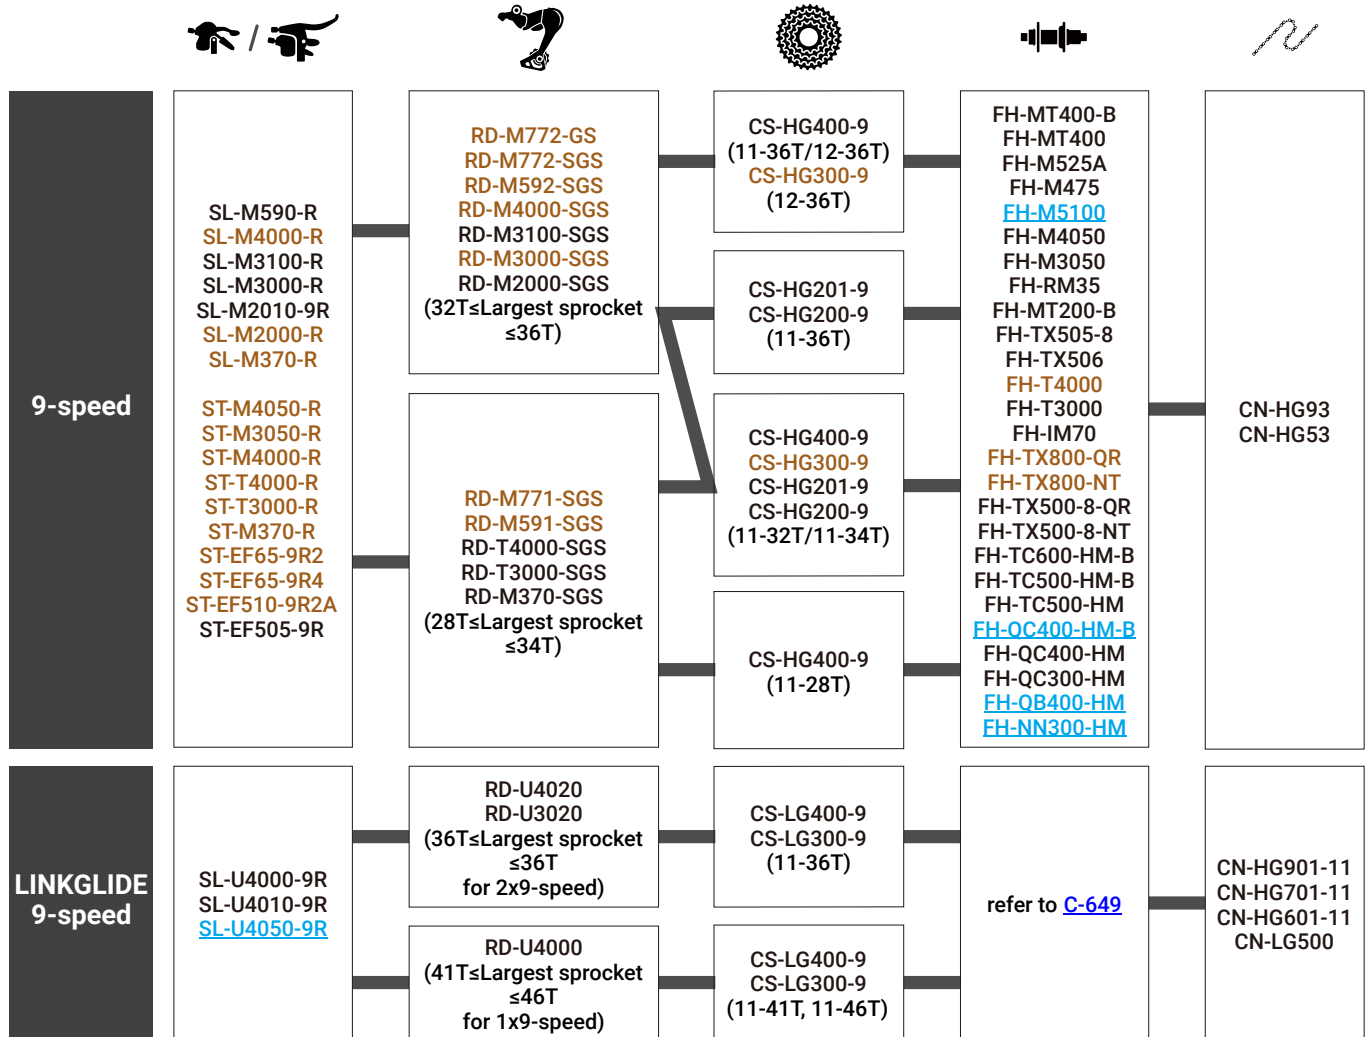 9-speed
SL-M590-R
SL-M4000-R
SL-M3100-R
SL-M3000-R
SL-M2010-9R
SL-M2000-R
SL-M370-R
ST-M4050-R
ST-M3050-R
ST-M4000-R
ST-T4000-R
ST-T3000-R
ST-M370-R
ST-EF65-9R2
ST-EF65-9R4
ST-EF510-9R2A
ST-EF505-9R
RD-M772-GS
RD-M772-SGS
RD-M592-SGS
RD-M4000-SGS
RD-M3100-SGS
RD-M3000-SGS
RD-M2000-SGS
(32T≤Largest sprocket
≤36T)
RD-M771-SGS
RD-M591-SGS
RD-T4000-SGS
RD-T3000-SGS
RD-M370-SGS
(28T≤Largest sprocket
≤34T)
CS-HG400-9
(11-36T/12-36T)
CS-HG300-9
(12-36T)
CS-HG201-9
CS-HG200-9
(11-36T)
CS-HG400-9
CS-HG300-9
CS-HG201-9
CS-HG200-9
(11-32T/11-34T)
CS-HG400-9
(11-28T)
FH-MT400-B
FH-MT400
FH-M525A
FH-M475
FH-M5100
FH-M4050
FH-M3050
FH-RM35
FH-MT200-B
FH-TX505-8
FH-TX506
FH-T4000
FH-T3000
FH-IM70
FH-TX800-QR
FH-TX800-NT
FH-TX500-8-QR
FH-TX500-8-NT
FH-TC600-HM-B
FH-TC500-HM-B
FH-TC500-HM
FH-QC400-HM-B
FH-QC400-HM
FH-QC300-HM
FH-QB400-HM
FH-NN300-HM
CN-HG93
CN-HG53
LINKGLIDE
9-speed
SL-U4000-9R
SL-U4010-9R
SL-U4050-9R
RD-U4020
RD-U3020
(36T≤Largest sprocket
≤36T
for 2x9-speed)
RD-U4000
(41T≤Largest sprocket
≤46T
for 1x9-speed)
CS-LG400-9
CS-LG300-9
(11-36T)
CS-LG400-9
CS-LG300-9
(11-41T, 11-46T)
refer to C-649
CN-HG901-11
CN-HG701-11
CN-HG601-11
CN-LG500